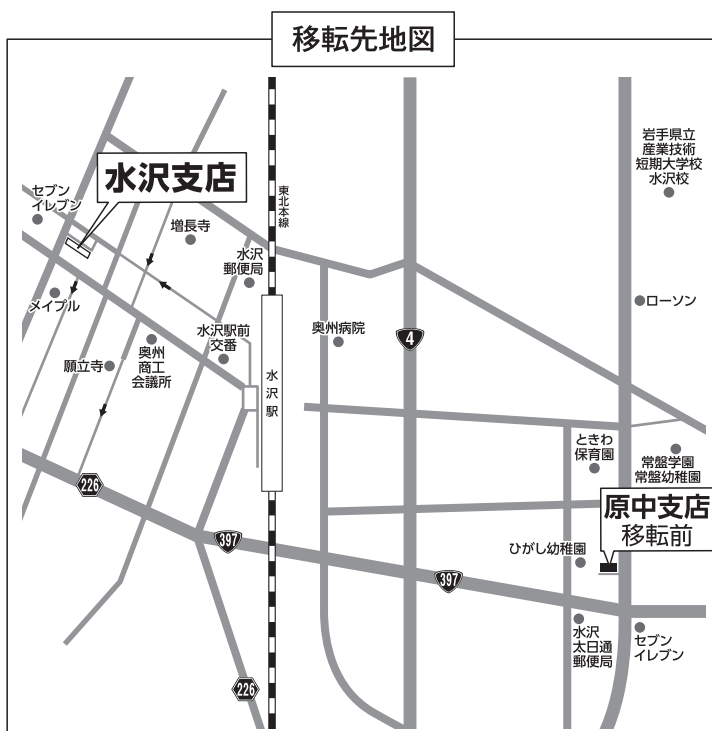 移転先地図
岩手県立
産業技術
短期大学校
水沢校
水沢支店
セブン
イレブン
東北本線
増長寺
水沢
郵便局
メイプル
ローソン
水沢駅前
交番
奥州病院
4
奥州
商工
会議所
願立寺
水沢駅
ときわ
保育園
常盤学園
常盤幼稚園
226
原中支店
移転前
397
ひがし幼稚園
397
水沢
太日通
郵便局
セブン
イレブン
226